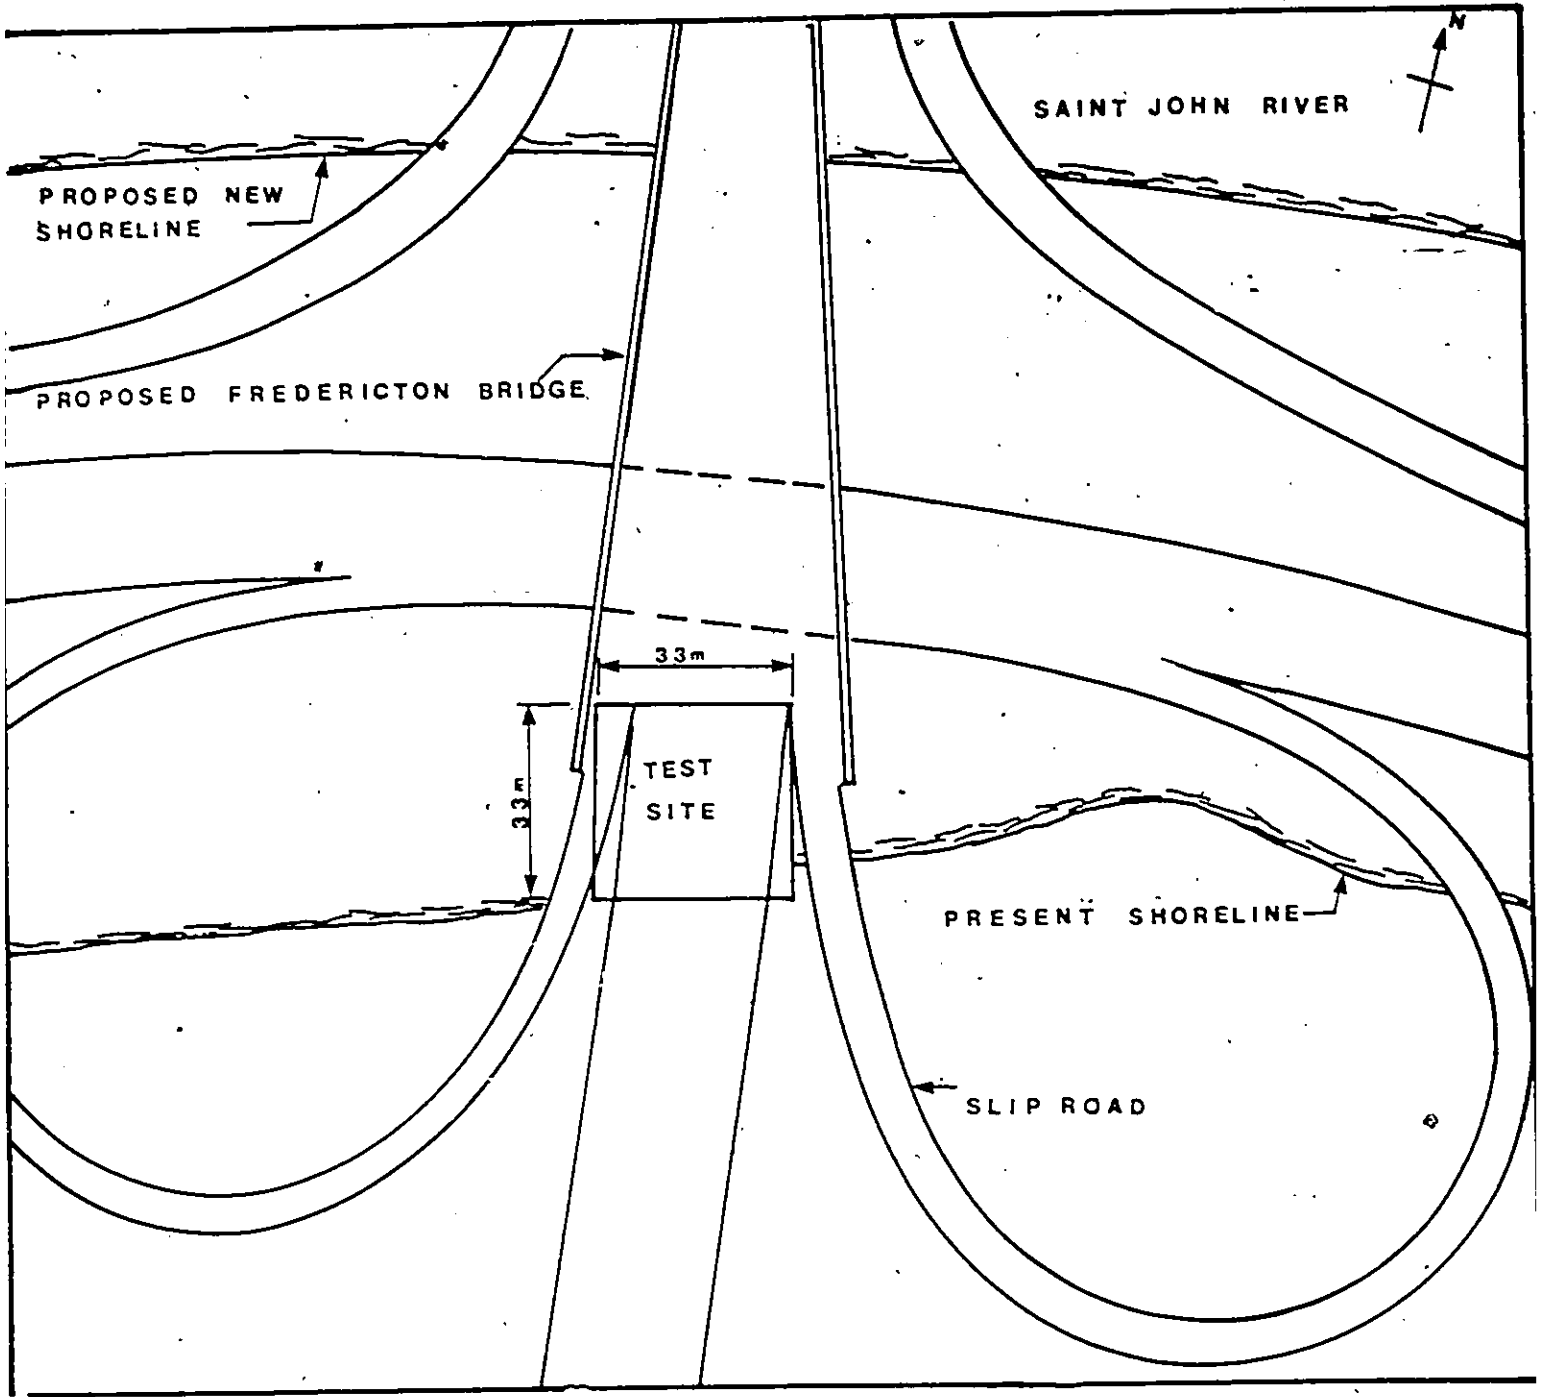 N
SAINT JOHN RIVER
PROPOSED NEW
SHORELINE
PROPOSED FREDERICTON BRIDGE
33m
33m
TEST
SITE
PRESENT SHORELINE
SLIP ROAD